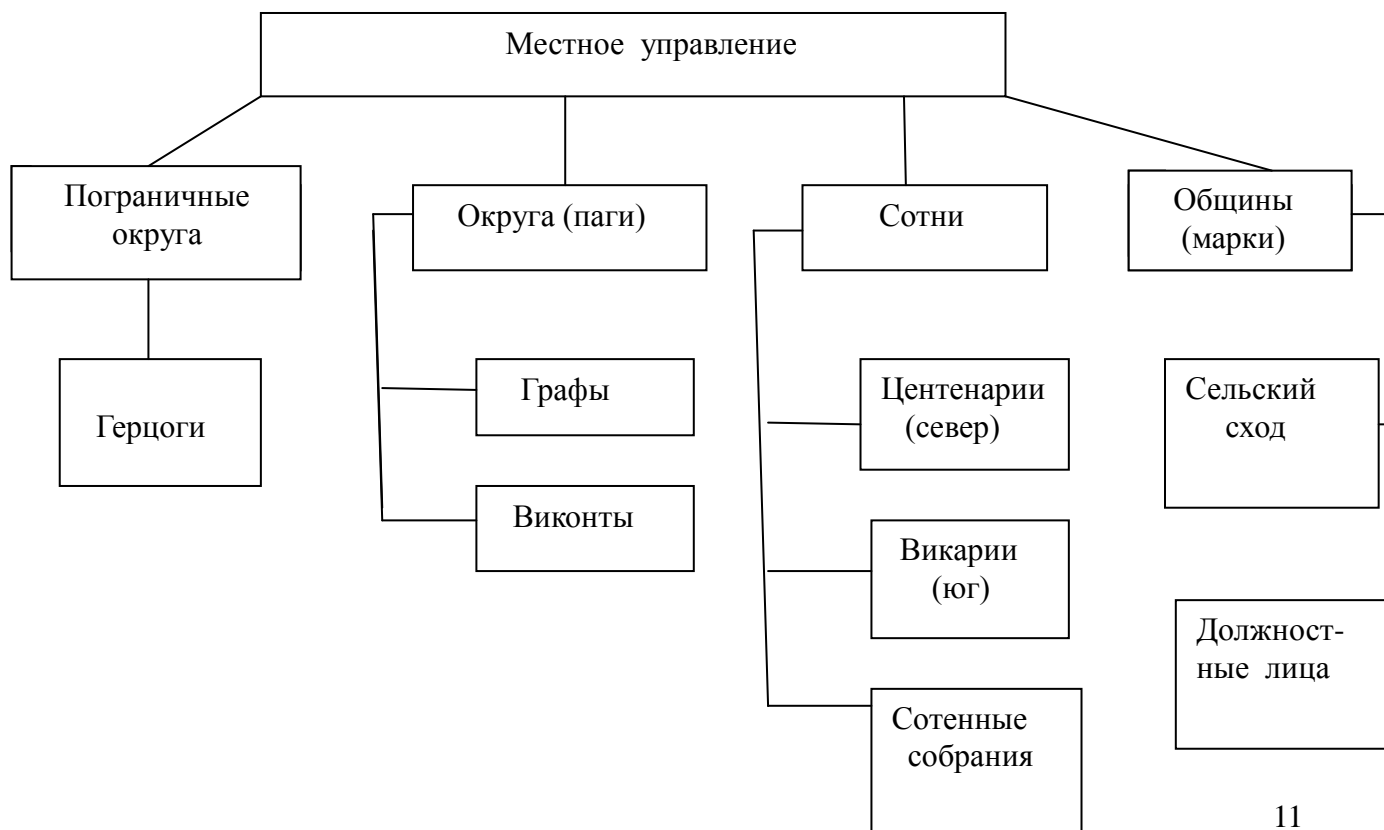 Местное управление
Пограничные
округа
Округа (паги)
Сотни
Общины
(марки)
Герцоги
Графы
Виконты
Центенарии
(север)
Викарии
(юг)
Сотенные
собрания
Сельский
сход
Должност-
ные лица
11